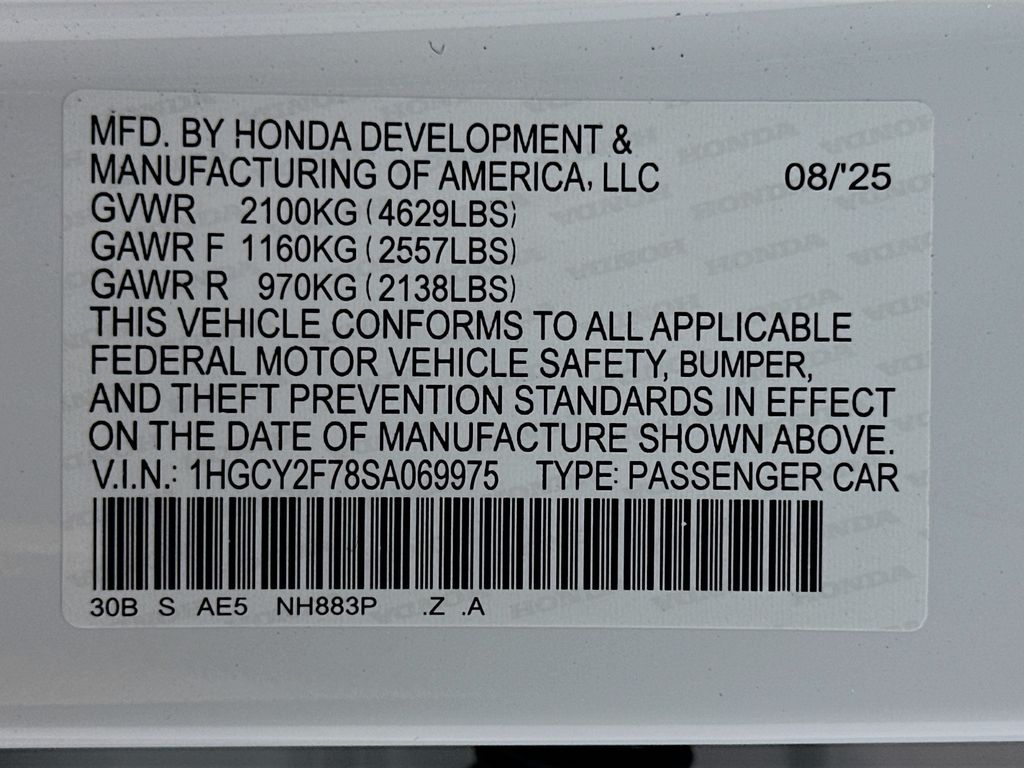 MFD. BY HONDA DEVELOPMENT &
MANUFACTURING OF AMERICA, LLC 08/'25
GVWR 2100KG (4629LBS)
GAWR F 1160KG (2557LBS)
GAWR R 970KG (2138LBS)
THIS VEHICLE CONFORMS TO ALL APPLICABLE
FEDERAL MOTOR VEHICLE SAFETY, BUMPER,
AND THEFT PREVENTION STANDARDS IN EFFECT
ON THE DATE OF MANUFACTURE SHOWN ABOVE.
V.I.N.: 1HGCY2F78SA069975 TYPE: PASSENGER CAR
30B S AE5 NH883P .Z .A